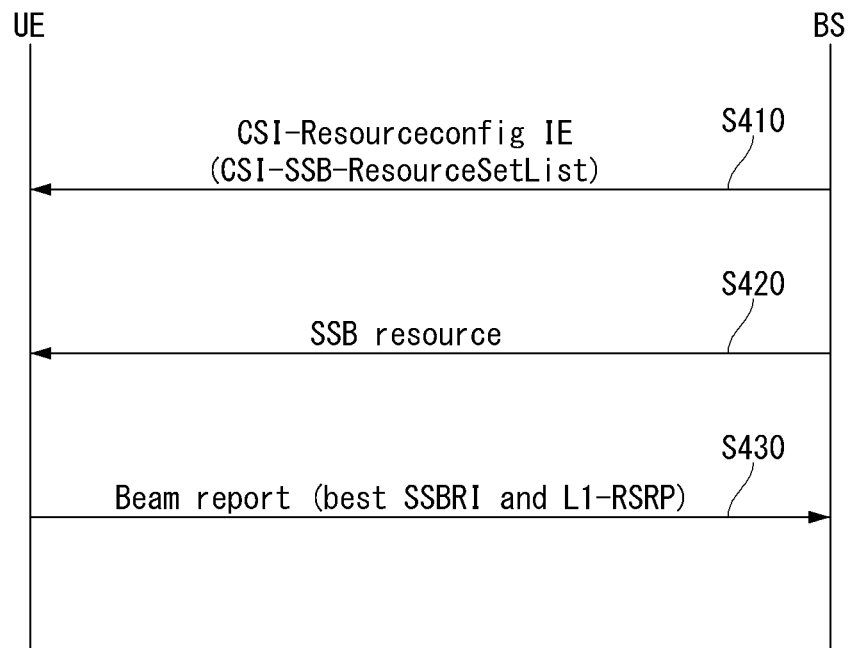 UE
BS
S410
CSI-Resourceconfig IE
(CSI-SSB-ResourceSetList)
S420
SSB resource
S430
Beam report (best SSBRI and L1-RSRP)